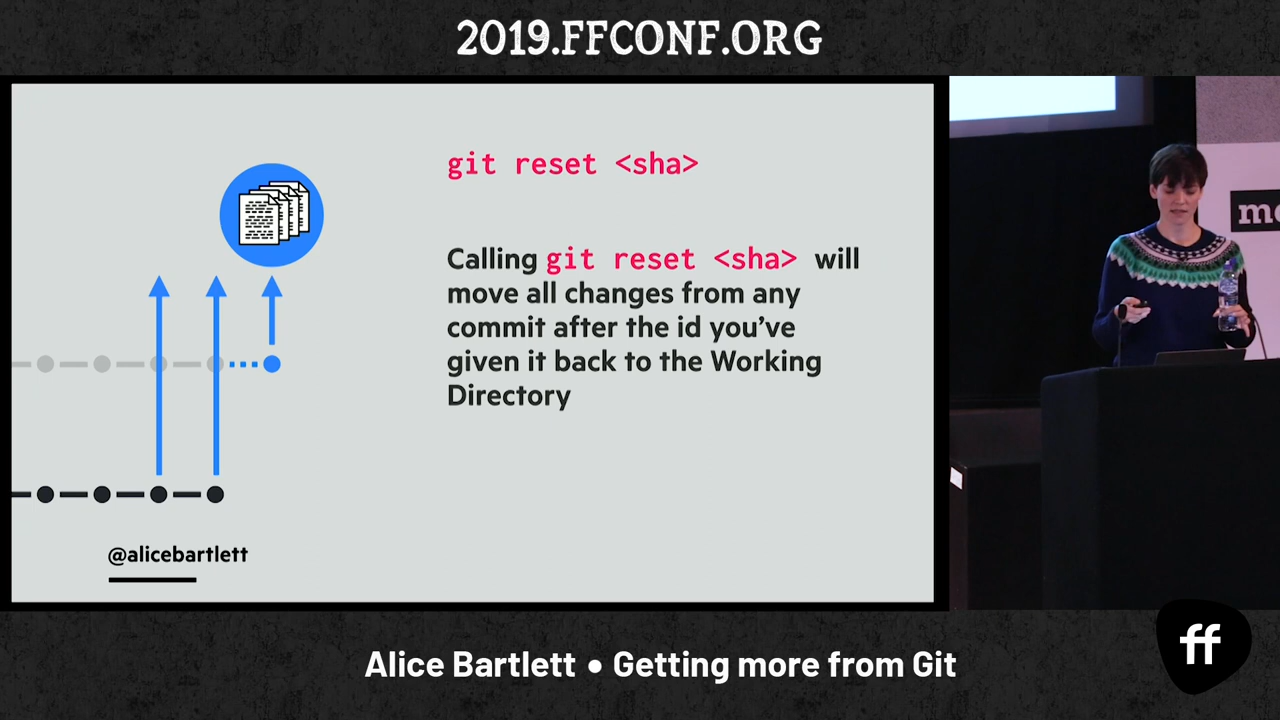 2019.FFCONF.ORG
git reset <sha>
Calling git reset <sha> will
move all changes from any
commit after the id you’ve
given it back to the Working
Directory
@alicebartlett
Alice Bartlett • Getting more from Git
ff